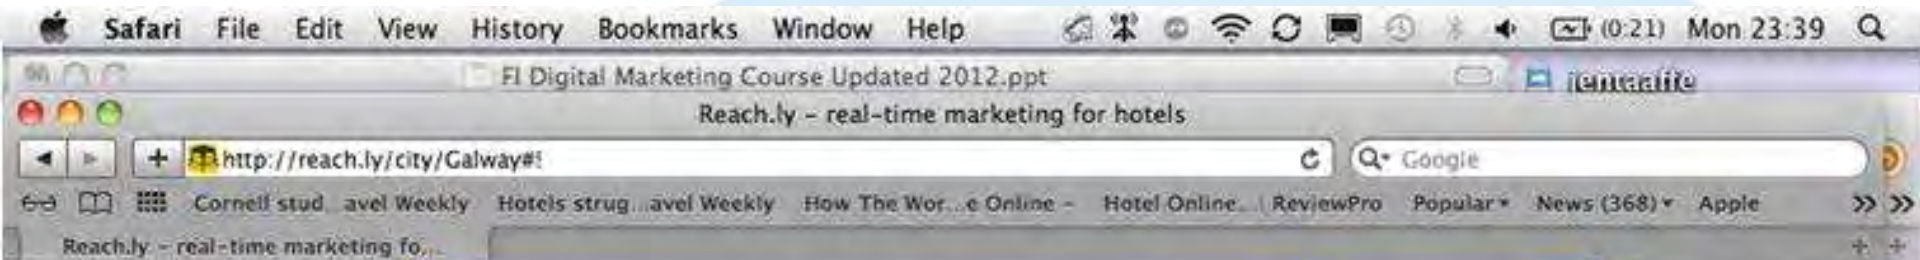 Safari File Edit View History Bookmarks Window Help (0:21) Mon 23:39
FI Digital Marketing Course Updated 2012.ppt
Reach.ly – real-time marketing for hotels
http://reach.ly/city/Galway#! Google
Cornell stud...avel Weekly Hotels strug...avel Weekly How The Wor...e Online – Hotel Online... ReviewPro Popular News (368) Apple
Reach.ly – real-time marketing fo...